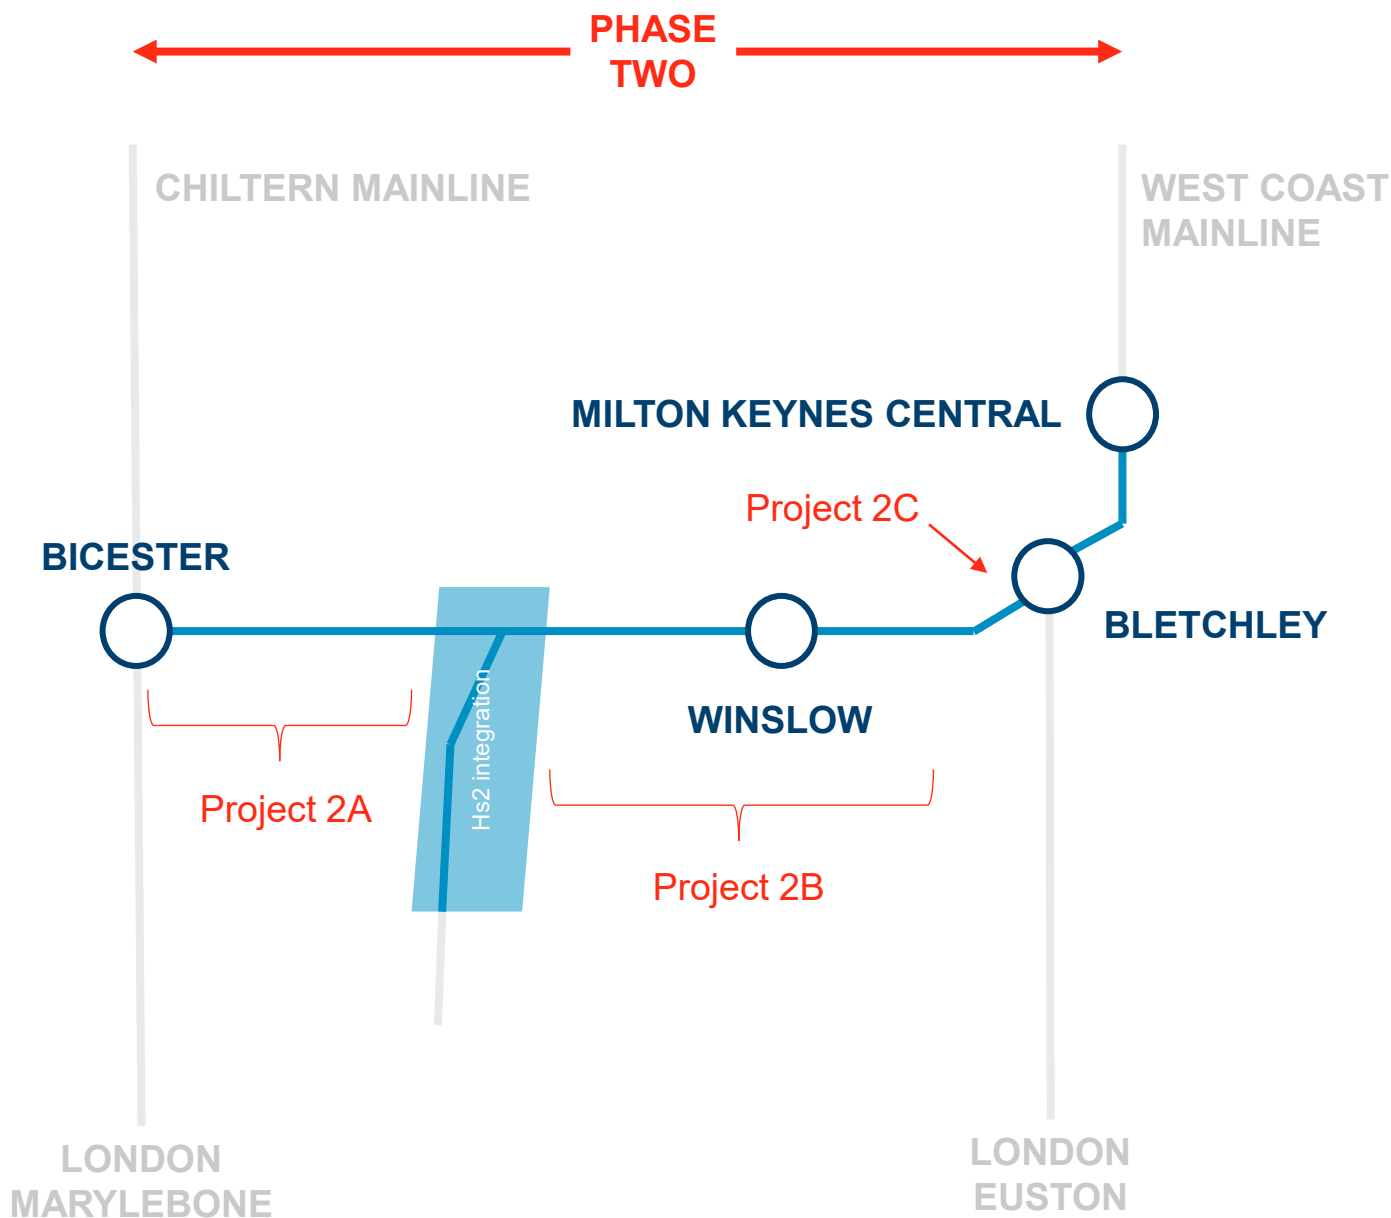 PHASE
TWO
CHILTERN MAINLINE
WEST COAST
MAINLINE
MILTON KEYNES CENTRAL
Project 2C
BICESTER
BLETCHLEY
Hs2 integration
WINSLOW
Project 2A
Project 2B
LONDON
MARYLEBONE
LONDON
EUSTON